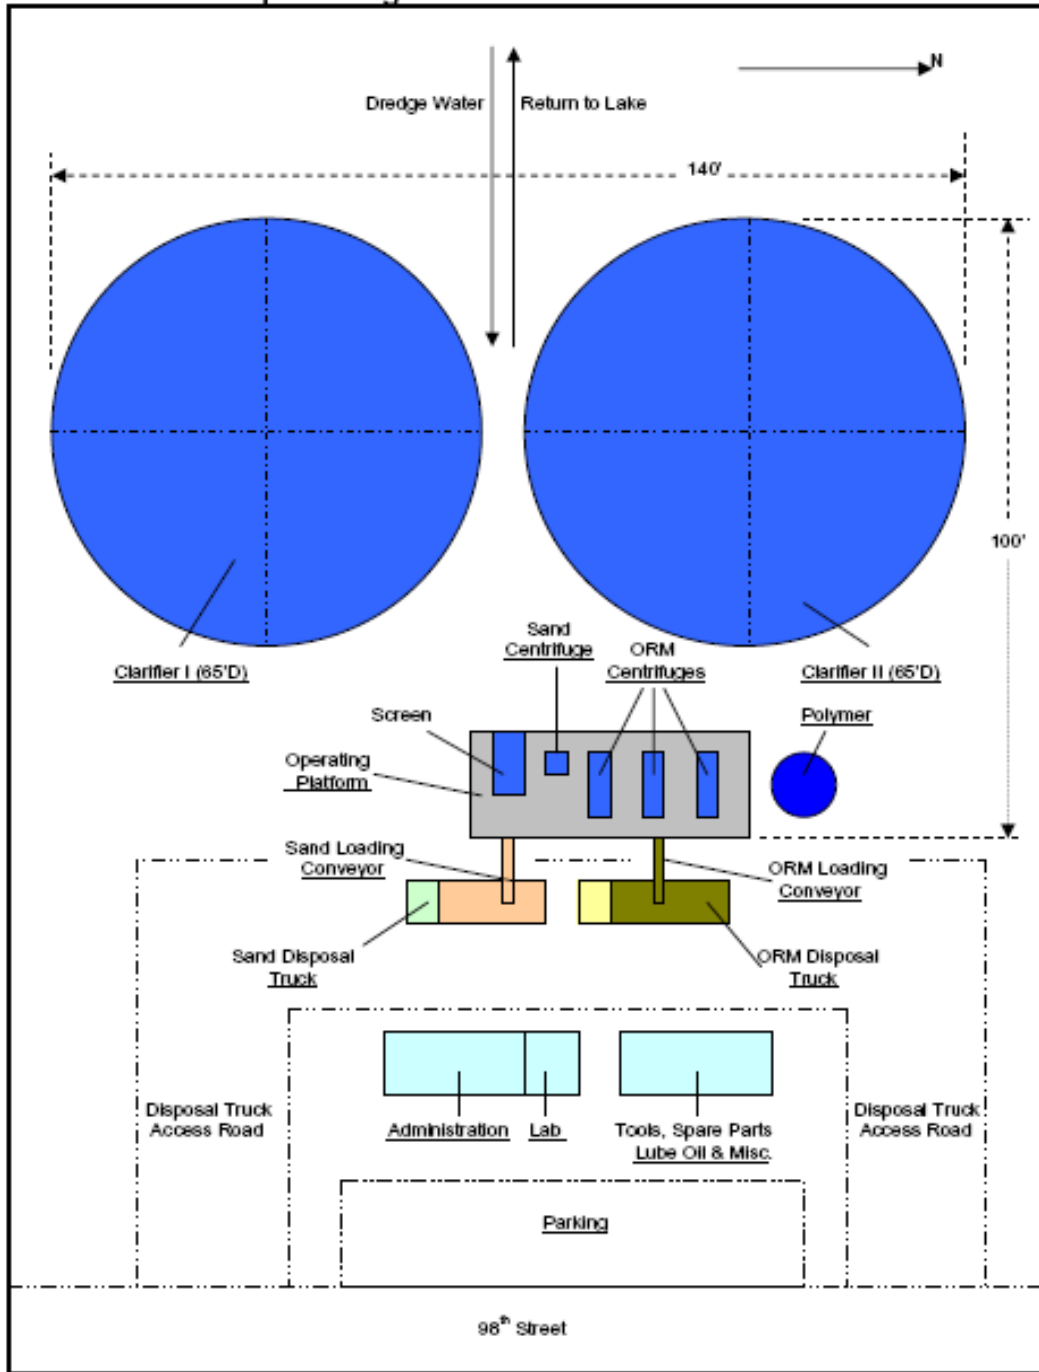 N
Dredge Water
Return to Lake
140'
100'
Sand
Centrifuge
ORM
Centrifuges
Clarifier I (65'D)
Clarifier II (65'D)
Screen
Polymer
Operating
Platform
Sand Loading
Conveyor
ORM Loading
Conveyor
Sand Disposal
Truck
ORM Disposal
Truck
Disposal Truck
Access Road
Administration
Lab
Tools, Spare Parts
Lube Oil & Misc.
Disposal Truck
Access Road
Parking
98th Street